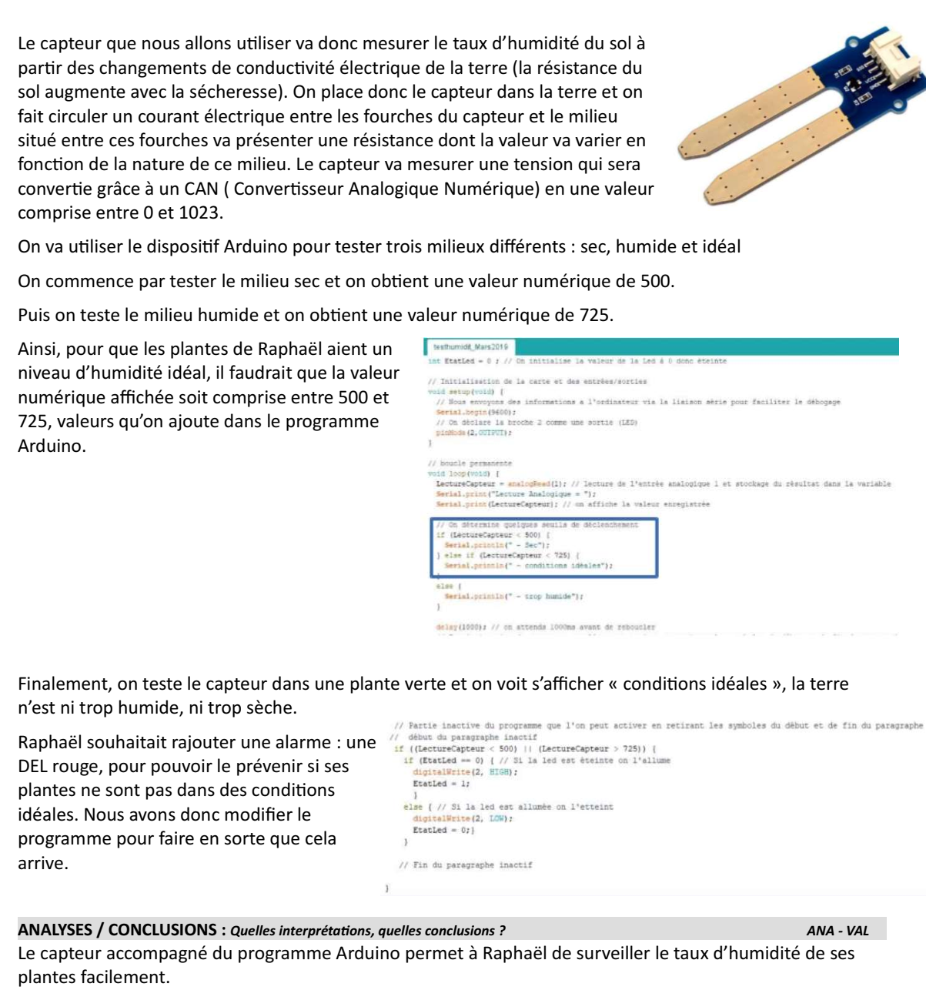 Le capteur que nous allons utiliser va donc mesurer le taux d’humidité du sol à
partir des changements de conductivité électrique de la terre (la résistance du
sol augmente avec la sécheresse). On place donc le capteur dans la terre et on
fait circuler un courant électrique entre les fourches du capteur et le milieu
situé entre ces fourches va présenter une résistance dont la valeur va varier en
fonction de la nature de ce milieu. Le capteur va mesurer une tension qui sera
convertie grâce à un CAN ( Convertisseur Analogique Numérique) en une valeur
comprise entre 0 et 1023.
On va utiliser le dispositif Arduino pour tester trois milieux différents : sec, humide et idéal
On commence par tester le milieu sec et on obtient une valeur numérique de 500.
Puis on teste le milieu humide et on obtient une valeur numérique de 725.
Ainsi, pour que les plantes de Raphaël aient un
niveau d’humidité idéal, il faudrait que la valeur
numérique affichée soit comprise entre 500 et
725, valeurs qu’on ajoute dans le programme
Arduino.
testhumidit_Mars2019
int EtatLed = 0 ; // On initialise la valeur de la Led à 0 donc éteinte
// Initialisation de la carte et des entrées/sorties
void setup(void) {
// Nous envoyons des informations a l'ordinateur via la liaison série pour faciliter le débogage
Serial.begin(9600);
// On déclare la broche 2 comme une sortie (LED)
pinMode(2,OUTPUT);
}
// boucle permanente
void loop(void) {
LectureCapteur = analogRead(1); // lecture de l'entrée analogique 1 et stockage du résultat dans la variable
Serial.print("Lecture Analogique = ");
Serial.print(LectureCapteur); // on affiche la valeur enregistrée
// On détermine quelques seuils de déclenchement
if (LectureCapteur < 500) {
Serial.println(" - Sec");
} else if (LectureCapteur < 725) {
Serial.println(" - conditions idéales");
}
else {
Serial.println(" - trop humide");
}
delay(1000); // on attends 1000ms avant de reboucler
Finalement, on teste le capteur dans une plante verte et on voit s’afficher « conditions idéales », la terre
n’est ni trop humide, ni trop sèche.
Raphaël souhaitait rajouter une alarme : une
DEL rouge, pour pouvoir le prévenir si ses
plantes ne sont pas dans des conditions
idéales. Nous avons donc modifier le
programme pour faire en sorte que cela
arrive.
// Partie inactive du programme que l'on peut activer en retirant les symboles du début et de fin du paragraphe
// début du paragraphe inactif
if ((LectureCapteur < 500) || (LectureCapteur > 725)) {
if (EtatLed == 0) { // Si la led est éteinte on l'allume
digitalWrite(2, HIGH);
EtatLed = 1;
}
else { // Si la led est allumée on l'etteint
digitalWrite(2, LOW);
EtatLed = 0;}
}
// Fin du paragraphe inactif
}
ANALYSES / CONCLUSIONS : Quelles interprétations, quelles conclusions ? ANA - VAL
Le capteur accompagné du programme Arduino permet à Raphaël de surveiller le taux d’humidité de ses
plantes facilement.